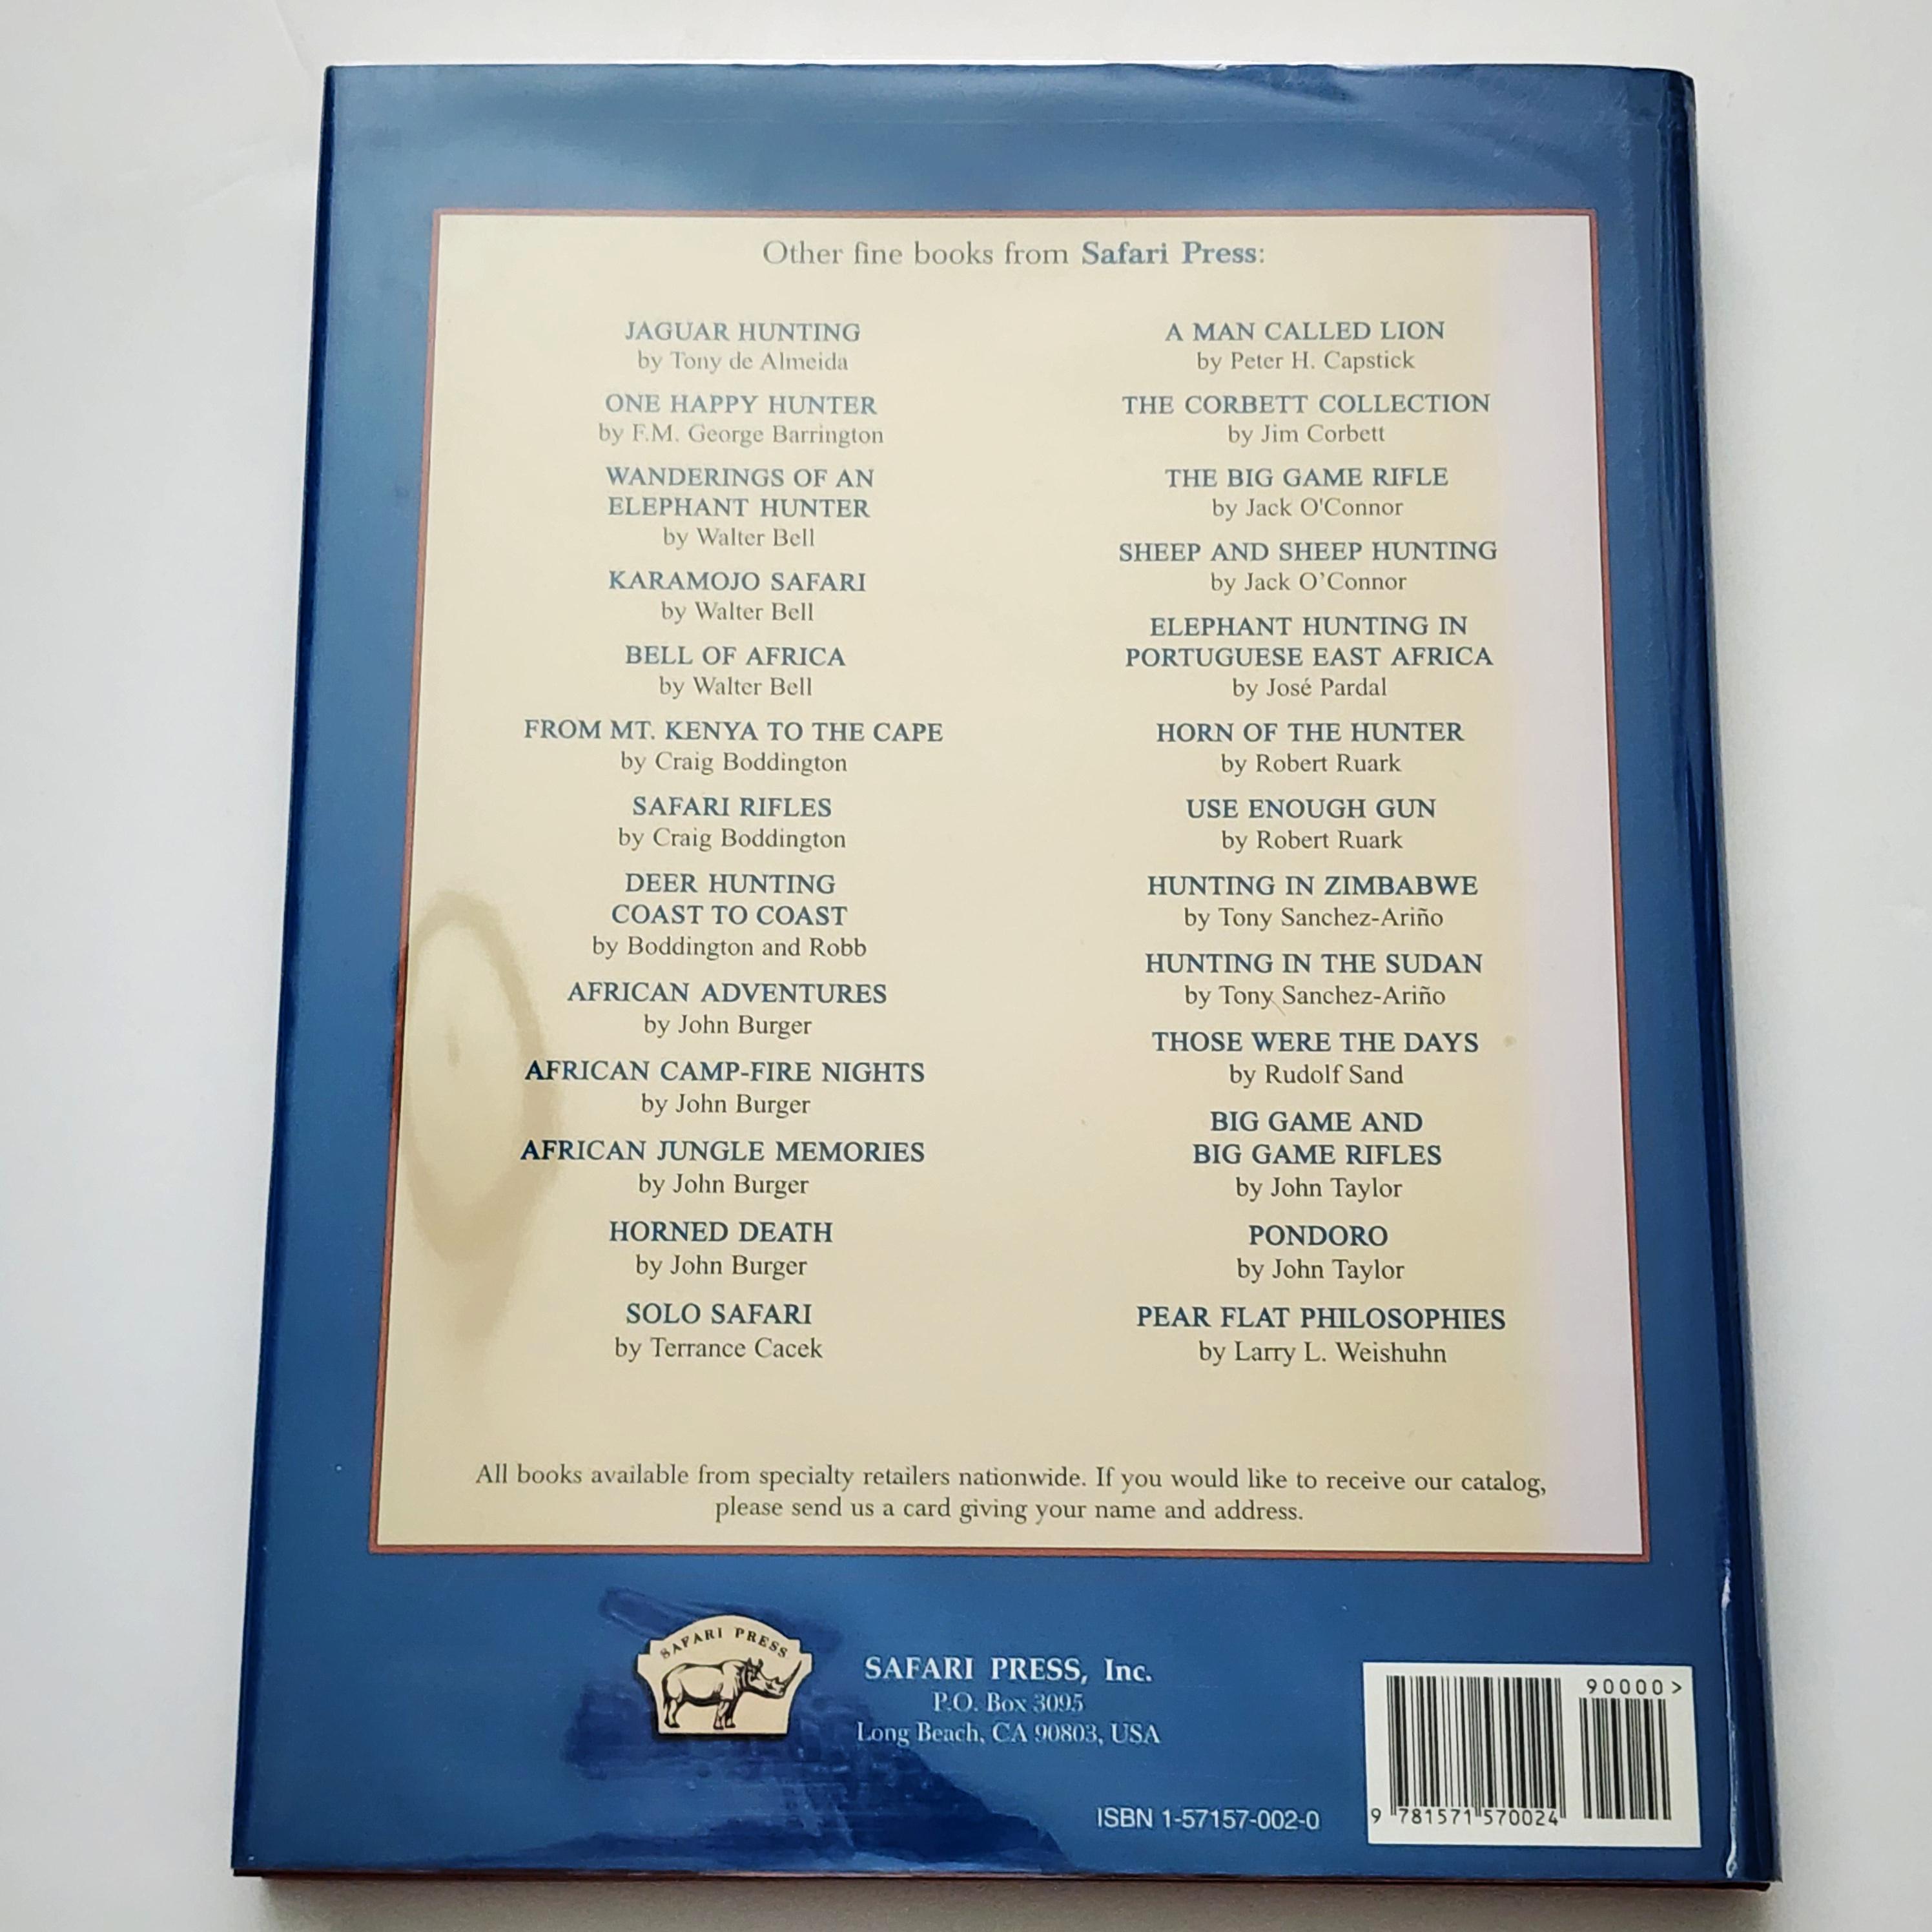 Other fine books from Safari Press:
JAGUAR HUNTING
by Tony de Almeida
ONE HAPPY HUNTER
by F.M. George Barrington
WANDERINGS OF AN
ELEPHANT HUNTER
by Walter Bell
KARAMOJO SAFARI
by Walter Bell
BELL OF AFRICA
by Walter Bell
FROM MT. KENYA TO THE CAPE
by Craig Boddington
SAFARI RIFLES
by Craig Boddington
DEER HUNTING
COAST TO COAST
by Boddington and Robb
AFRICAN ADVENTURES
by John Burger
AFRICAN CAMP-FIRE NIGHTS
by John Burger
AFRICAN JUNGLE MEMORIES
by John Burger
HORNED DEATH
by John Burger
SOLO SAFARI
by Terrance Cacek
A MAN CALLED LION
by Peter H. Capstick
THE CORBETT COLLECTION
by Jim Corbett
THE BIG GAME RIFLE
by Jack O'Connor
SHEEP AND SHEEP HUNTING
by Jack O’Connor
ELEPHANT HUNTING IN
PORTUGUESE EAST AFRICA
by José Pardal
HORN OF THE HUNTER
by Robert Ruark
USE ENOUGH GUN
by Robert Ruark
HUNTING IN ZIMBABWE
by Tony Sanchez-Ariño
HUNTING IN THE SUDAN
by Tony Sanchez-Ariño
THOSE WERE THE DAYS
by Rudolf Sand
BIG GAME AND
BIG GAME RIFLES
by John Taylor
PONDORO
by John Taylor
PEAR FLAT PHILOSOPHIES
by Larry L. Weishuhn
All books available from specialty retailers nationwide. If you would like to receive our catalog,
please send us a card giving your name and address.
SAFARI PRESS
SAFARI PRESS, Inc.
P.O. Box 3095
Long Beach, CA 90803, USA
ISBN 1-57157-002-0
90000>
9 781571 570024